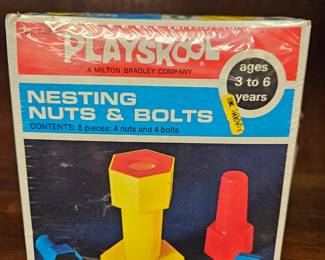 PLAYSKOOL
A MILTON BRADLEY COMPANY
ages
3 to 6
years
NESTING
NUTS & BOLTS
CONTENTS: 8 pieces: 4 nuts and 4 bolts